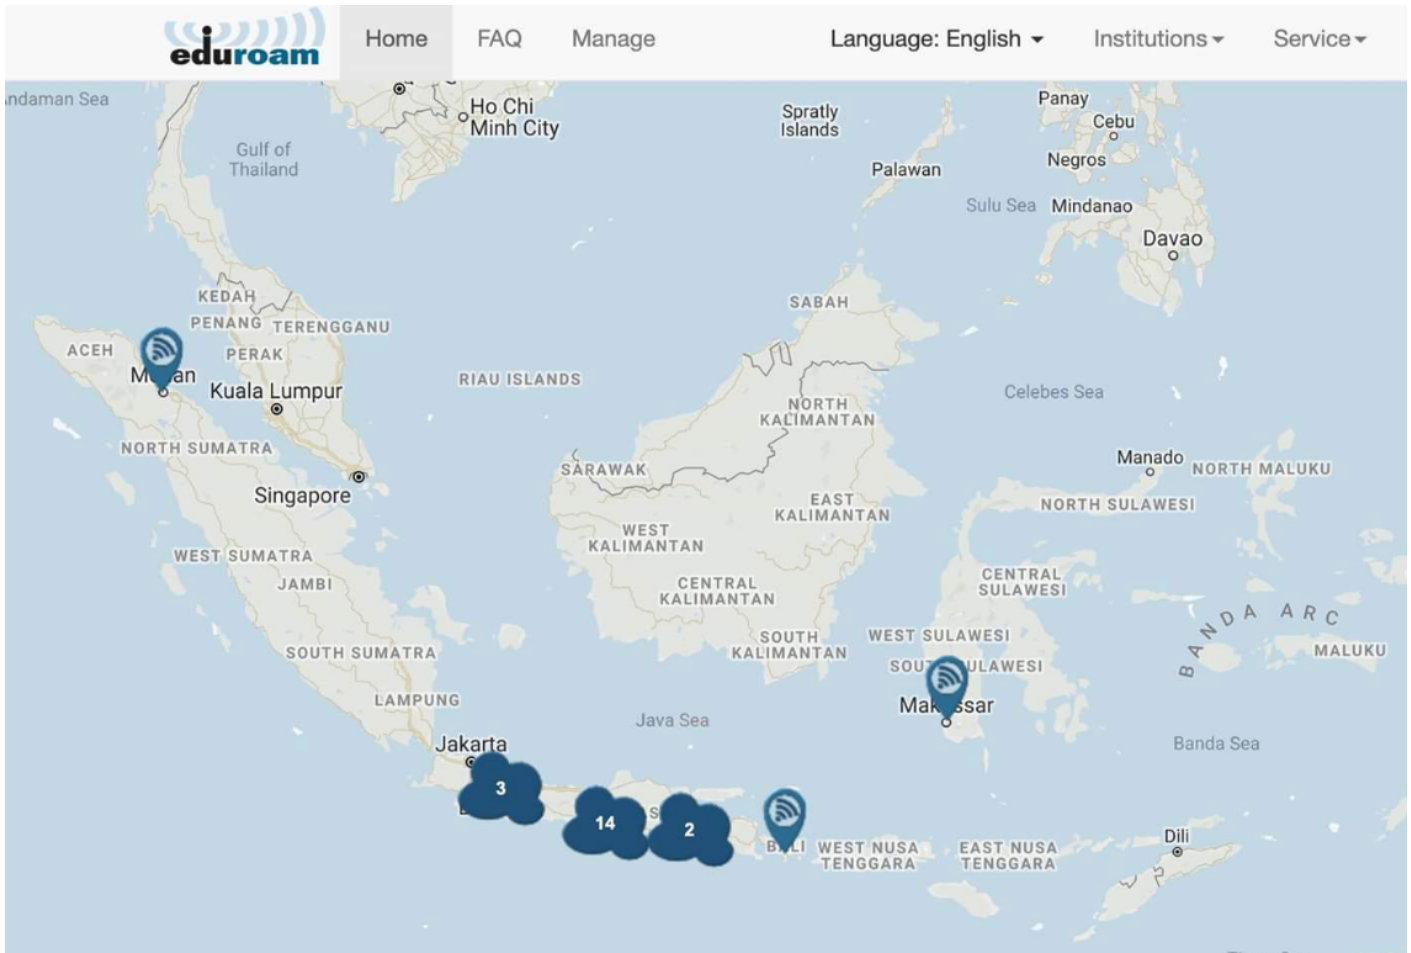 eduroam
Home
FAQ
Manage
Language: English
Institutions
Service
ndaman Sea
Ho Chi
Minh City
Gulf of
Thailand
Spratly
Islands
Palawan
Panay
Cebu
Negros
Sulu Sea
Mindanao
Davao
KEDAH
PENANG
TERENGGANU
PERAK
ACEH
Kuala Lumpur
RIAU ISLANDS
SABAH
NORTH
KALIMANTAN
Celebes Sea
NORTH SUMATRA
Singapore
SARAWAK
Manado
NORTH MALUKU
NORTH SULAWESI
EAST
KALIMANTAN
WEST
KALIMANTAN
WEST SUMATRA
JAMBI
CENTRAL
KALIMANTAN
CENTRAL
SULAWESI
BANDA ARC
SOUTH SUMATRA
SOUTH
KALIMANTAN
WEST SULAWESI
MALUKU
LAMPUNG
Java Sea
Jakarta
Banda Sea
3
14
2
WEST NUSA
TENGGARA
EAST NUSA
TENGGARA
Dili